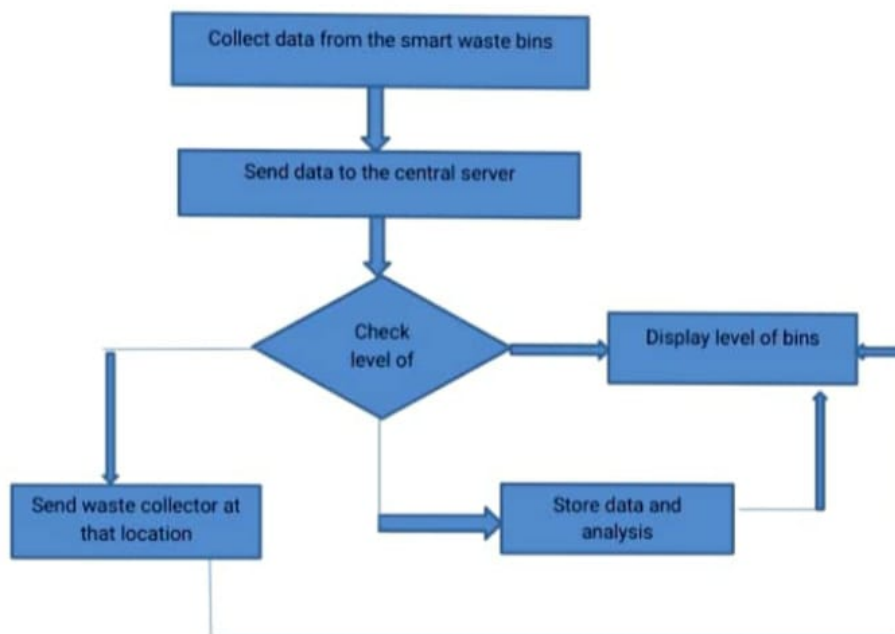 Collect data from the smart waste bins
Send data to the central server
Check
level of
Display level of bins
Send waste collector at
that location
Store data and
analysis